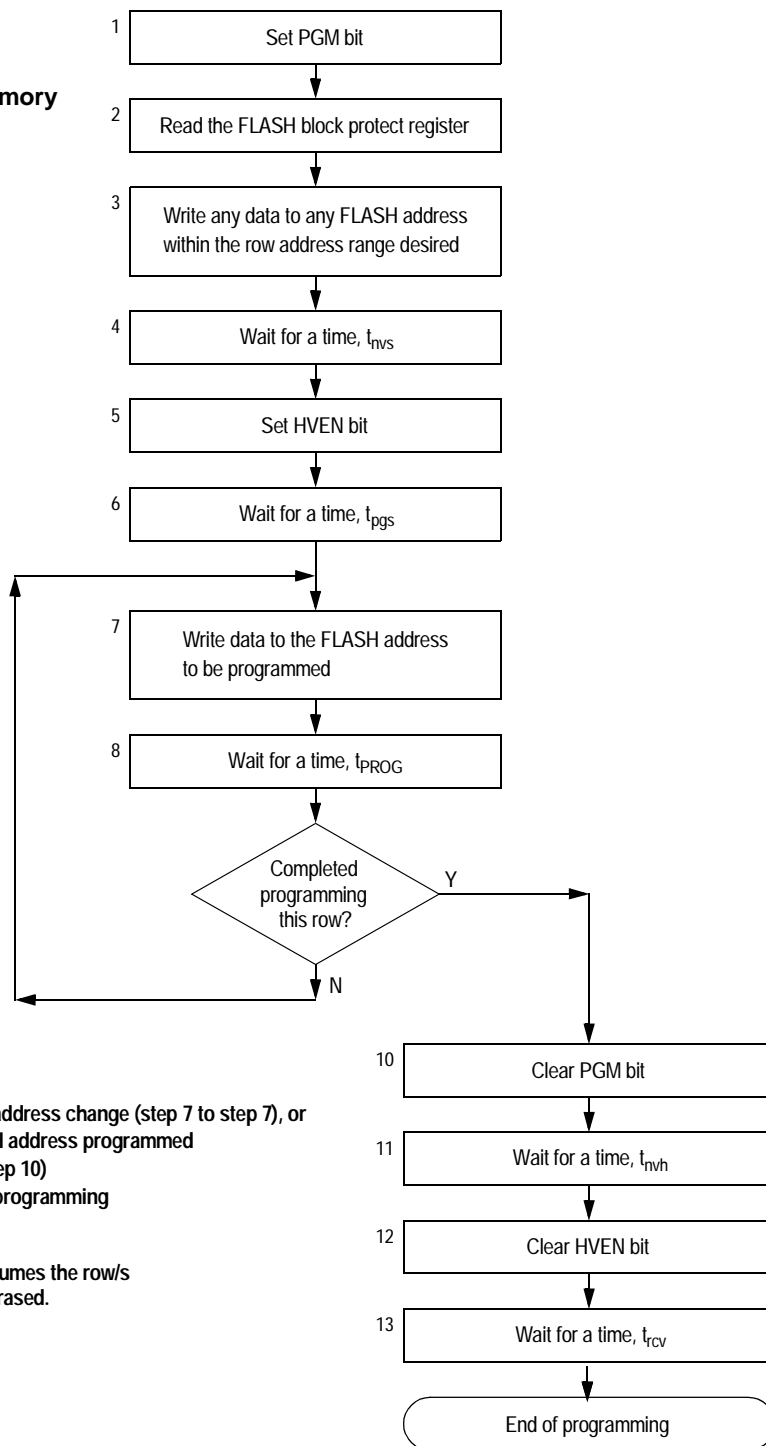 1
Set PGM bit
mory
2
Read the FLASH block protect register
3
Write any data to any FLASH address
within the row address range desired
4
Wait for a time, tnvs
5
Set HVEN bit
6
Wait for a time, tpgs
7
Write data to the FLASH address
to be programmed
8
Wait for a time, tPROG
Completed
programming
this row?
Y
N
10
Clear PGM bit
address change (step 7 to step 7), or
address programmed
ep 10)
programming
11
Wait for a time, tnvh
12
Clear HVEN bit
umes the row/s
rased.
13
Wait for a time, trcv
End of programming